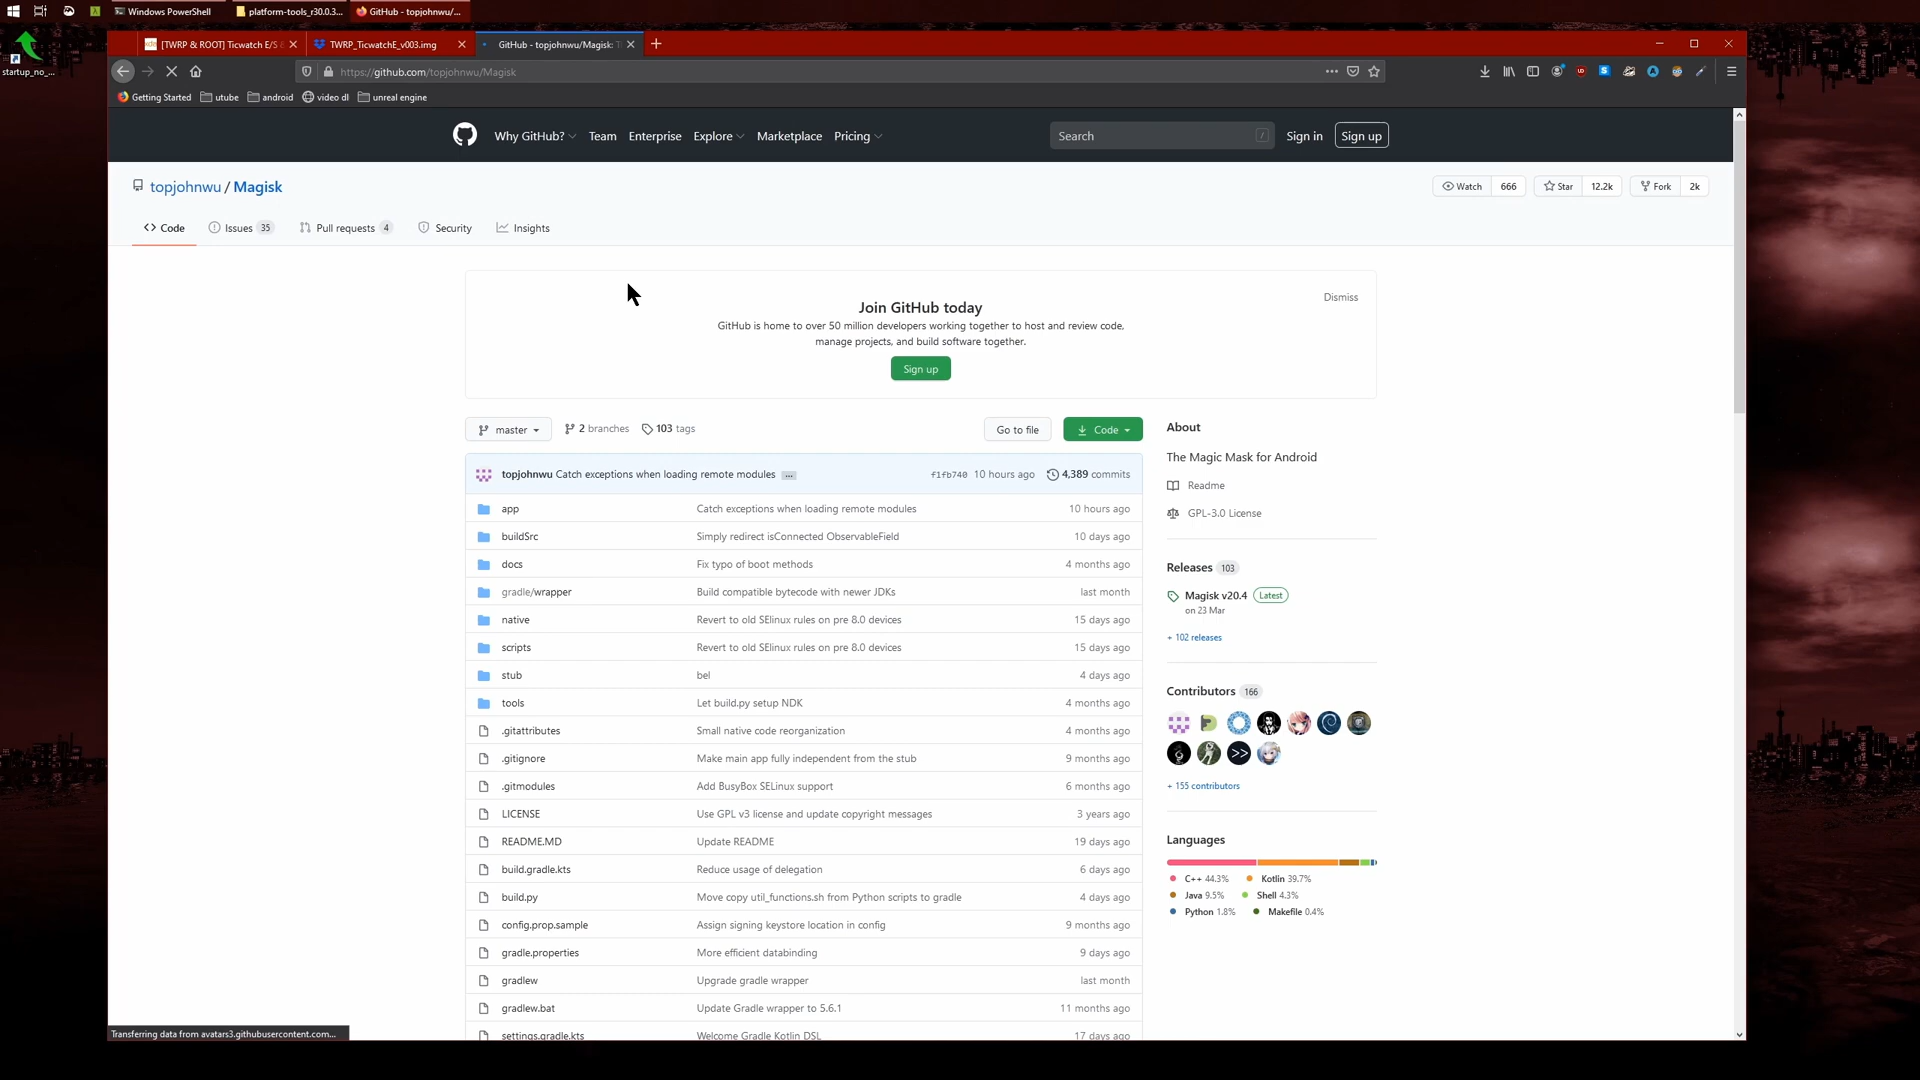 Windows PowerShell
platform-tools_r30.0.3...
GitHub - topjohnwu/...
startup_no_...
[TWRP & ROOT] Ticwatch E/S &
TWRP_TicwatchE_v003.img
GitHub - topjohnwu/Magisk: T
https://github.com/topjohnwu/Magisk
Getting Started
utube
android
video dl
unreal engine
Why GitHub?
Team
Enterprise
Explore
Marketplace
Pricing
Search
/
Sign in
Sign up
topjohnwu / Magisk
Watch 666
Star 12.2k
Fork 2k
Code
Issues 35
Pull requests 4
Security
Insights
Join GitHub today
Dismiss
GitHub is home to over 50 million developers working together to host and review code,
manage projects, and build software together.
Sign up
master
2 branches
103 tags
Go to file
Code
topjohnwu Catch exceptions when loading remote modules ... f1fb740 10 hours ago 4,389 commits
app Catch exceptions when loading remote modules 10 hours ago
buildSrc Simply redirect isConnected ObservableField 10 days ago
docs Fix typo of boot methods 4 months ago
gradle/wrapper Build compatible bytecode with newer JDKs last month
native Revert to old SElinux rules on pre 8.0 devices 15 days ago
scripts Revert to old SElinux rules on pre 8.0 devices 15 days ago
stub bel 4 days ago
tools Let build.py setup NDK 4 months ago
.gitattributes Small native code reorganization 4 months ago
.gitignore Make main app fully independent from the stub 9 months ago
.gitmodules Add BusyBox SELinux support 6 months ago
LICENSE Use GPL v3 license and update copyright messages 3 years ago
README.MD Update README 19 days ago
build.gradle.kts Reduce usage of delegation 6 days ago
build.py Move copy util_functions.sh from Python scripts to gradle 4 days ago
config.prop.sample Assign signing keystore location in config 9 months ago
gradle.properties More efficient databinding 9 days ago
gradlew Upgrade gradle wrapper last month
gradlew.bat Update Gradle wrapper to 5.6.1 11 months ago
settings.gradle.kts Welcome Gradle Kotlin DSL 17 days ago
About
The Magic Mask for Android
Readme
GPL-3.0 License
Releases 103
Magisk v20.4 Latest
on 23 Mar
+ 102 releases
Contributors 166
+ 155 contributors
Languages
C++ 44.3% Kotlin 39.7%
Java 9.5% Shell 4.3%
Python 1.8% Makefile 0.4%
Transferring data from avatars3.githubusercontent.com...